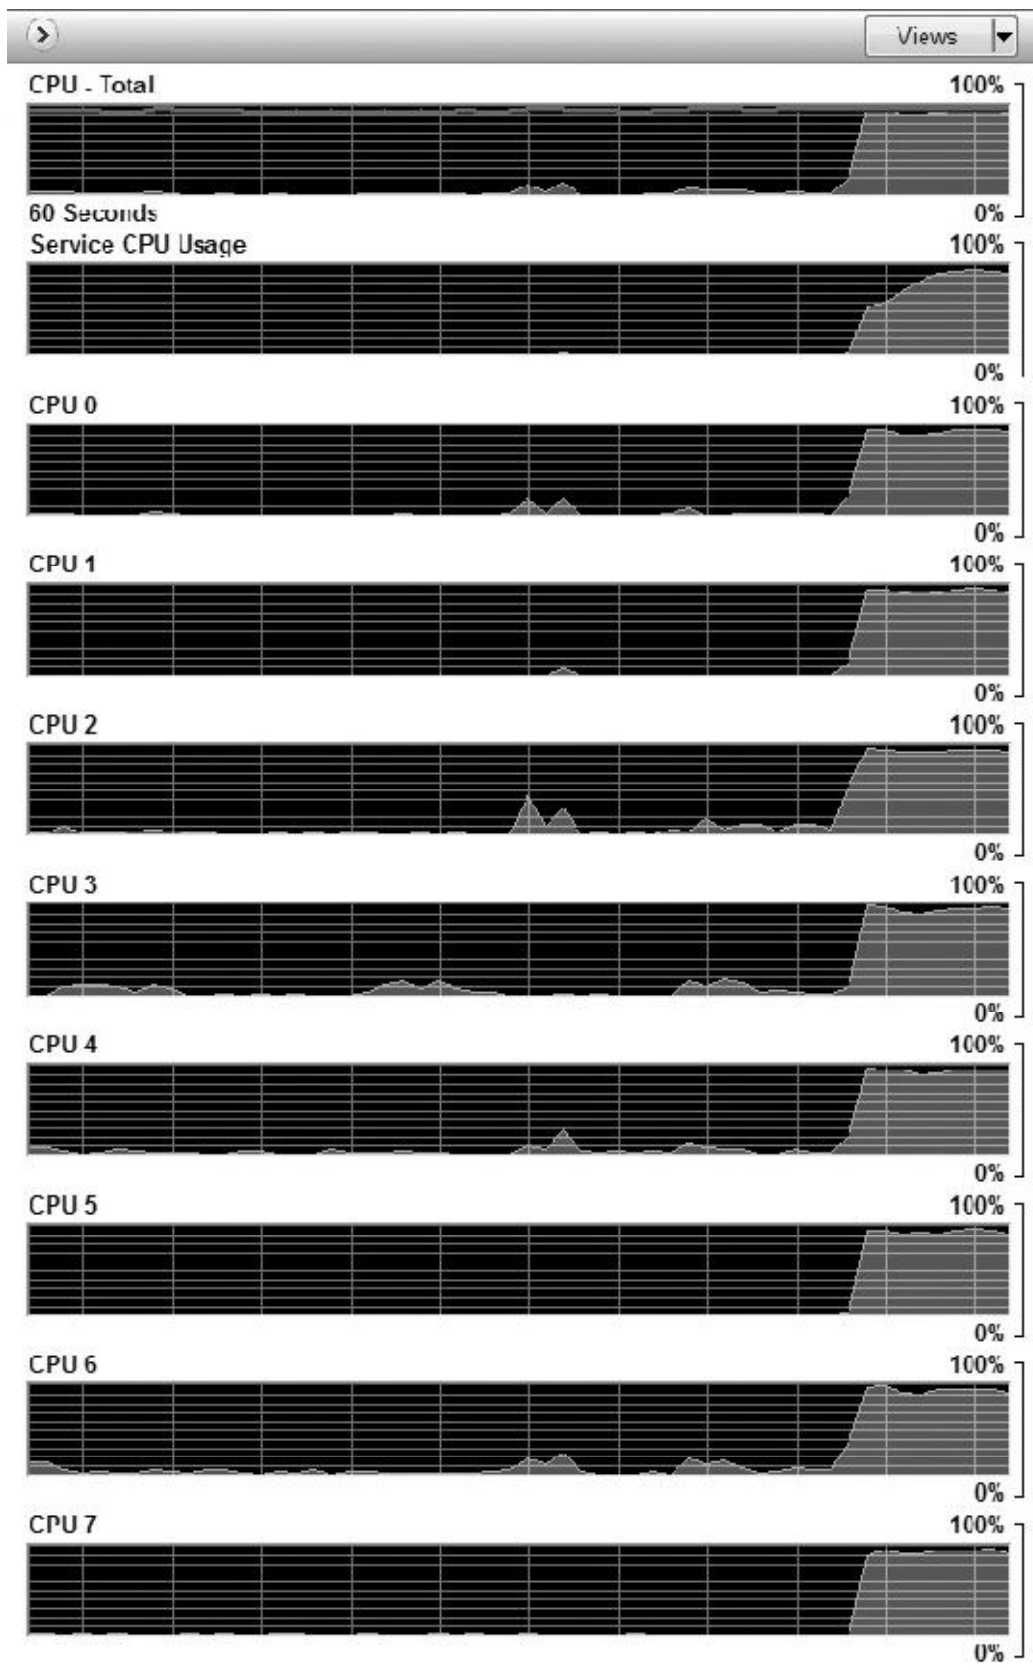 Views
CPU - Total 100%
60 Seconds 0%
Service CPU Usage 100%
0%
CPU 0 100%
0%
CPU 1 100%
0%
CPU 2 100%
0%
CPU 3 100%
0%
CPU 4 100%
0%
CPU 5 100%
0%
CPU 6 100%
0%
CPU 7 100%
0%